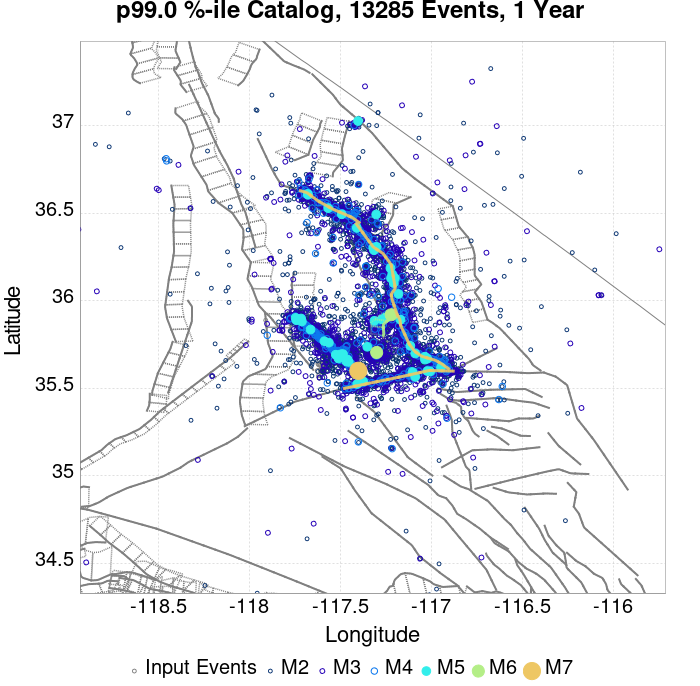 p99.0 %-ile Catalog, 13285 Events, 1 Year
Latitude
37
36.5
36
35.5
35
34.5
-118.5 -118 -117.5 -117 -116.5 -116
Longitude
Input Events M2 M3 M4 M5 M6 M7